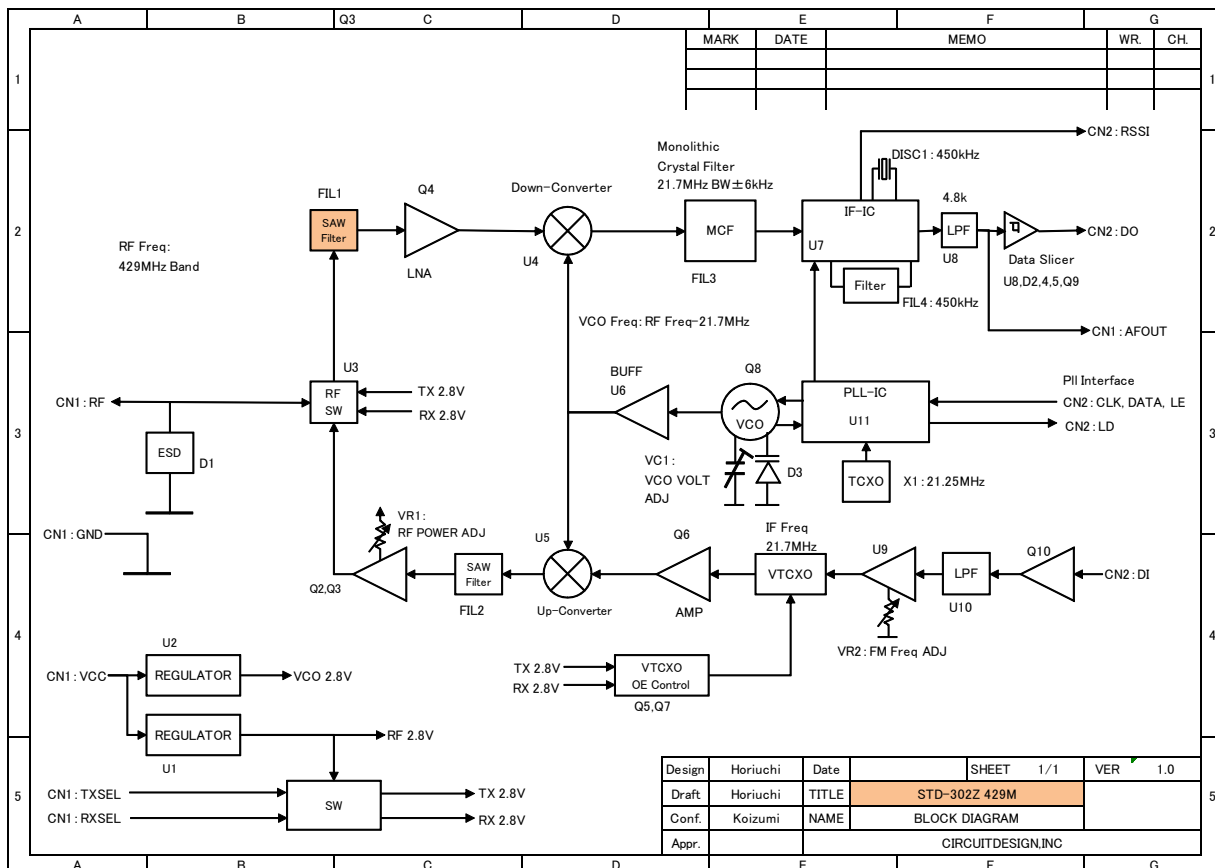 A B Q3 C D E F G
MARK DATE MEMO WR. CH.
1 1
CN2:RSSI
Monolithic
Crystal Filter
21.7MHz BW±6kHz
DISC1:450kHz
FIL1
Q4
Down-Converter
4.8k
SAW
Filter
IF-IC
2 2
MCF
LPF
CN2:DO
RF Freq:
429MHz Band
U4
U7
U8
Data Slicer
LNA
FIL3
Filter
U8,D2,4,5,Q9
FIL4:450kHz
VCO Freq:RF Freq-21.7MHz
CN1:AFOUT
U3
BUFF
U6
Q8
Pll Interface
RF
SW
TX 2.8V
RX 2.8V
PLL-IC
CN1:RF
CN2:CLK, DATA, LE
VCO
U11
CN2:LD
3 3
ESD
D1
VC1:
VCO VOLT
ADJ
D3
TCXO
X1:21.25MHz
VR1:
RF POWER ADJ
CN1:GND
U5
Q6
IF Freq
21.7MHz
U9
Q10
SAW
Filter
VTCXO
LPF
CN2:DI
Q2,Q3
FIL2
Up-Converter
AMP
U10
4 4
U2
VR2:FM Freq ADJ
CN1:VCC
REGULATOR
VCO 2.8V
TX 2.8V
RX 2.8V
VTCXO
OE Control
Q5,Q7
REGULATOR
RF 2.8V
U1
Design Horiuchi Date SHEET 1/1 VER 1.0
5 5
CN1:TXSEL
SW
TX 2.8V
Draft Horiuchi TITLE STD-302Z 429M
CN1:RXSEL
RX 2.8V
Conf. Koizumi NAME BLOCK DIAGRAM
Appr. CIRCUITDESIGN,INC
A B C D E F G